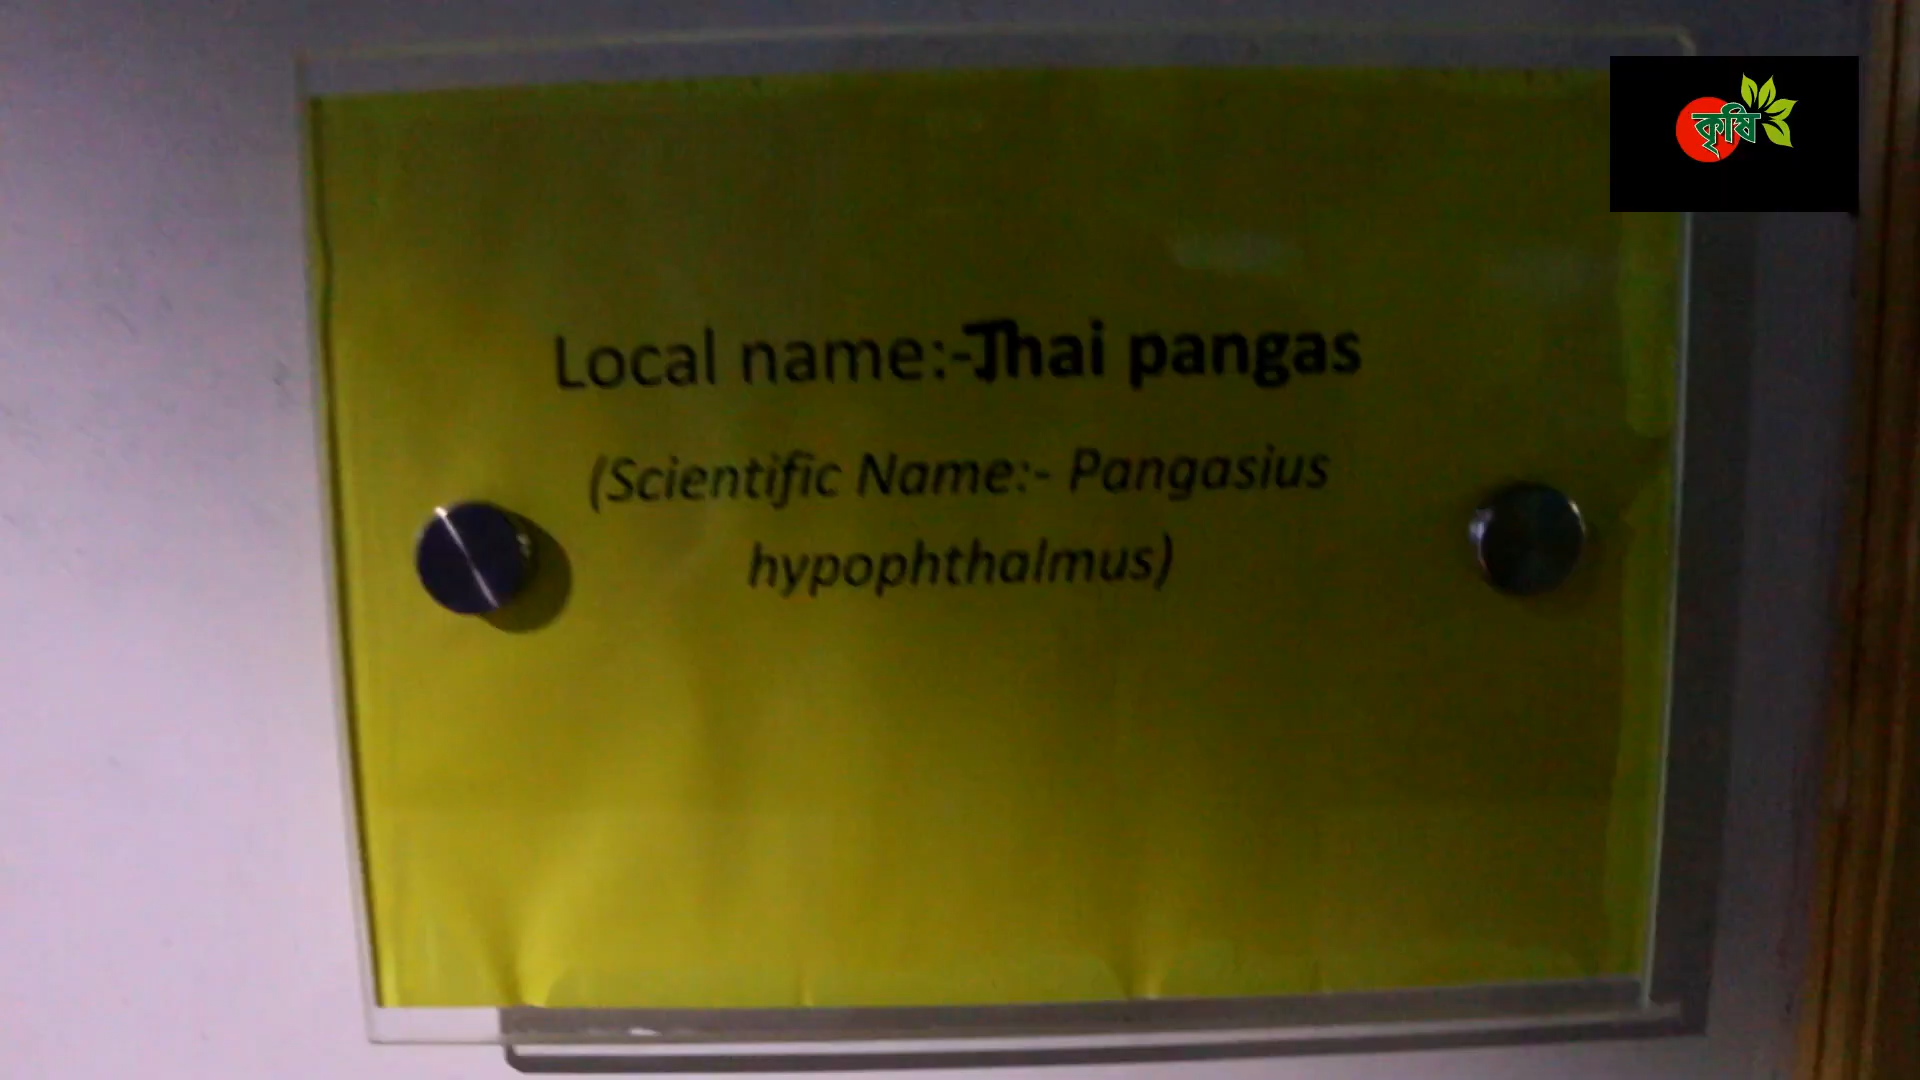 কৃষি
Local name:-Thai pangas
(Scientific Name:- Pangasius
hypophthalmus)